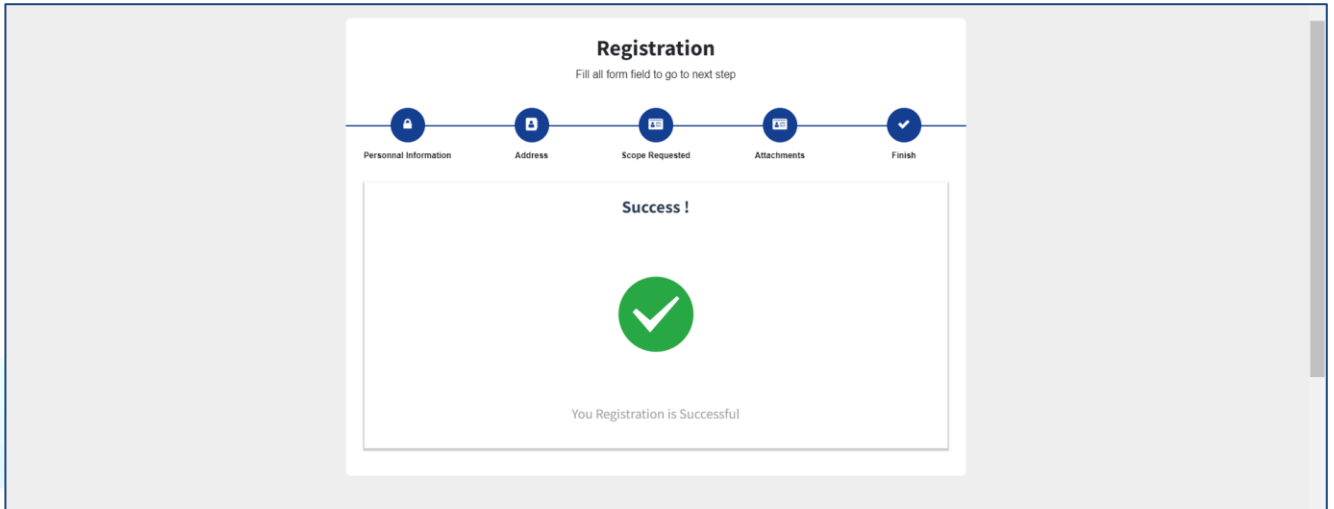 Registration
Fill all form field to go to next step
Personnal Information Address Scope Requested Attachments Finish
Success !
You Registration is Successful